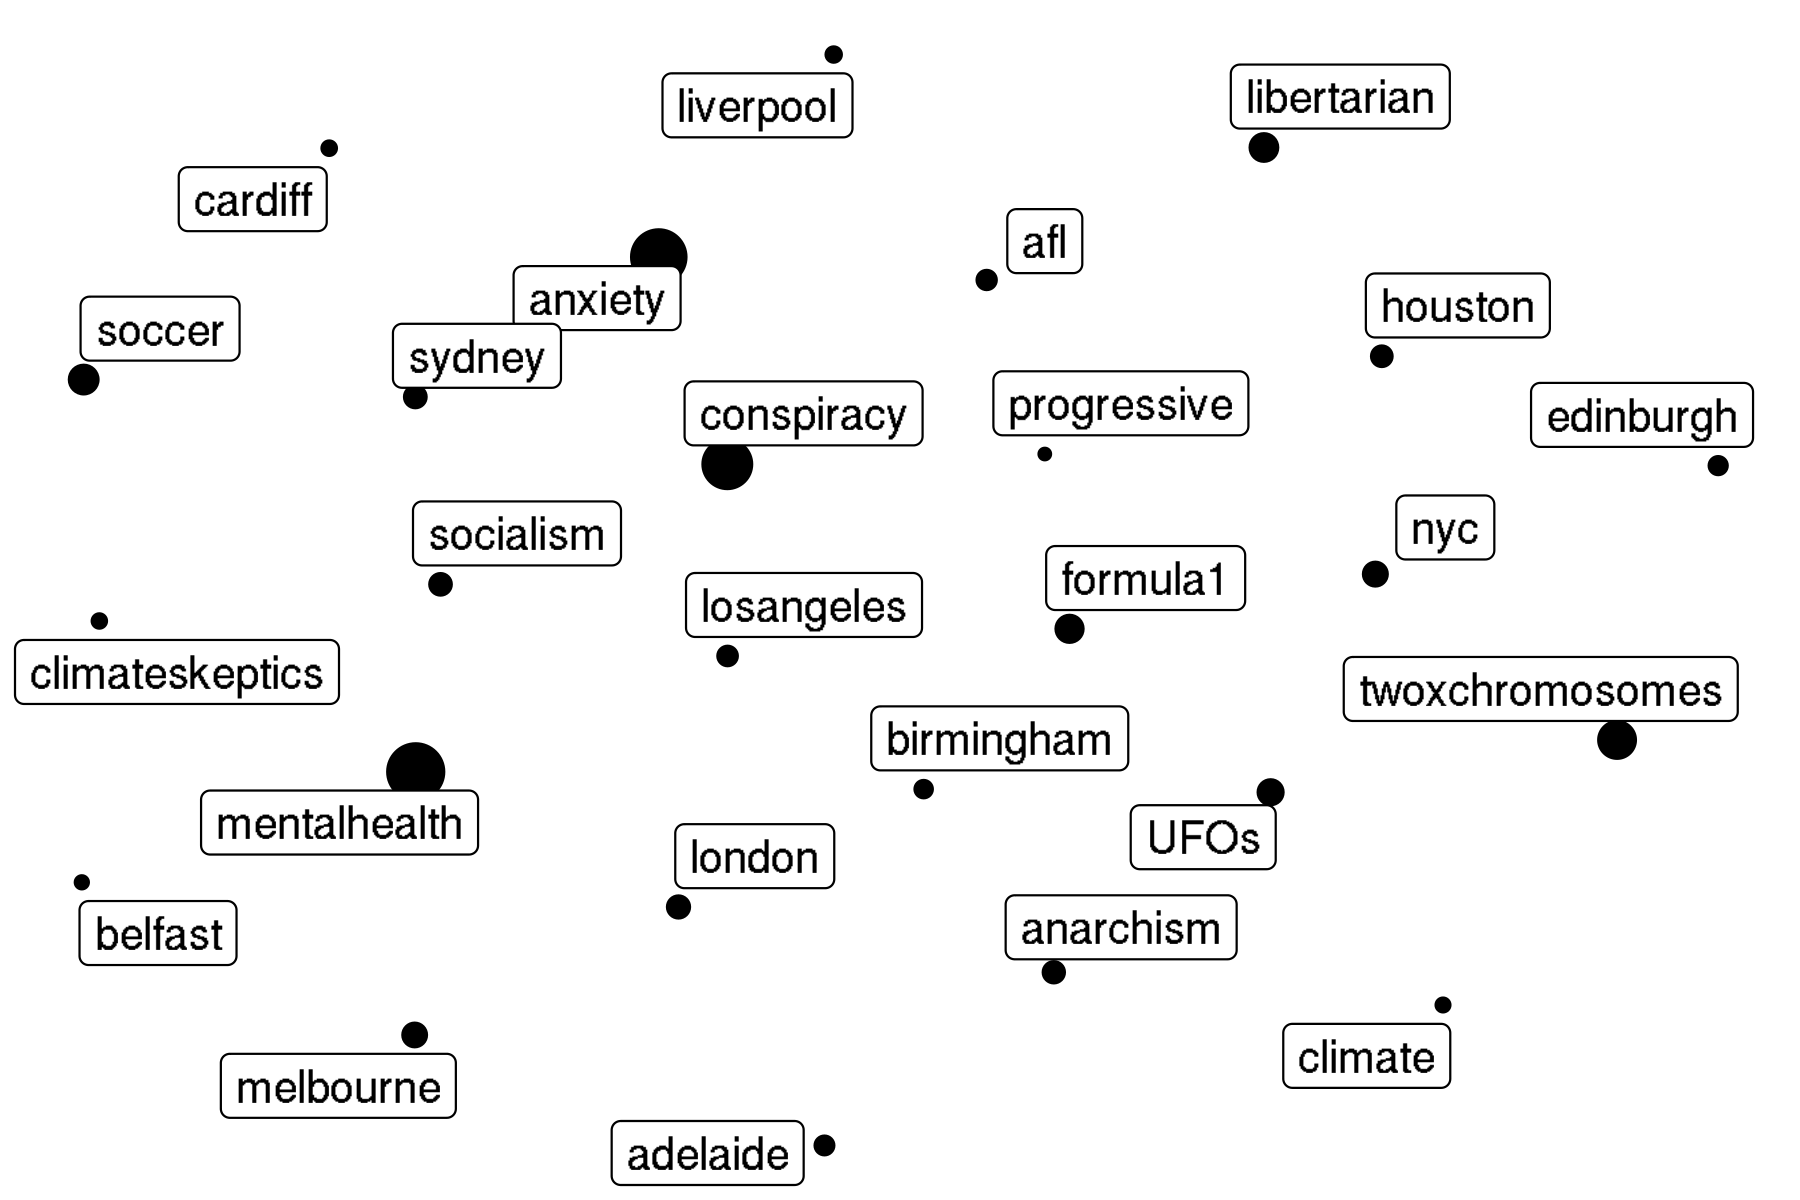 liverpool
libertarian
cardiff
afl
anxiety
houston
soccer
sydney
progressive
conspiracy
edinburgh
nyc
socialism
formula1
losangeles
climateskeptics
twoxchromosomes
birmingham
mentalhealth
UFOs
london
anarchism
belfast
climate
melbourne
adelaide